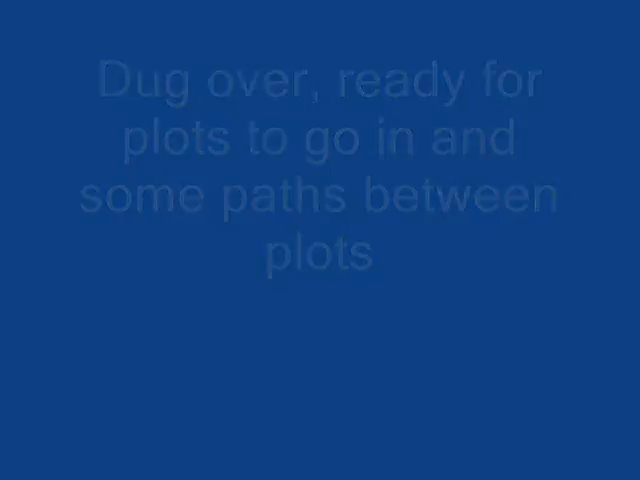 Dug over, ready for
plots to go in and
some paths between
plots